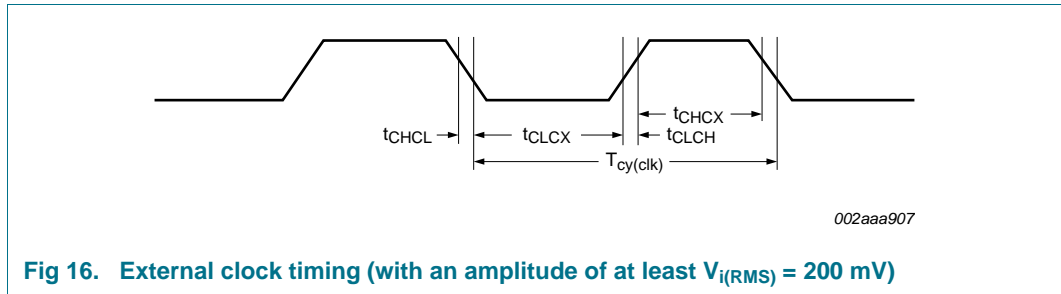 tCHCX
tCHCL tCLCX tCLCH
Tcy(clk)
002aaa907
Fig 16. External clock timing (with an amplitude of at least Vi(RMS) = 200 mV)